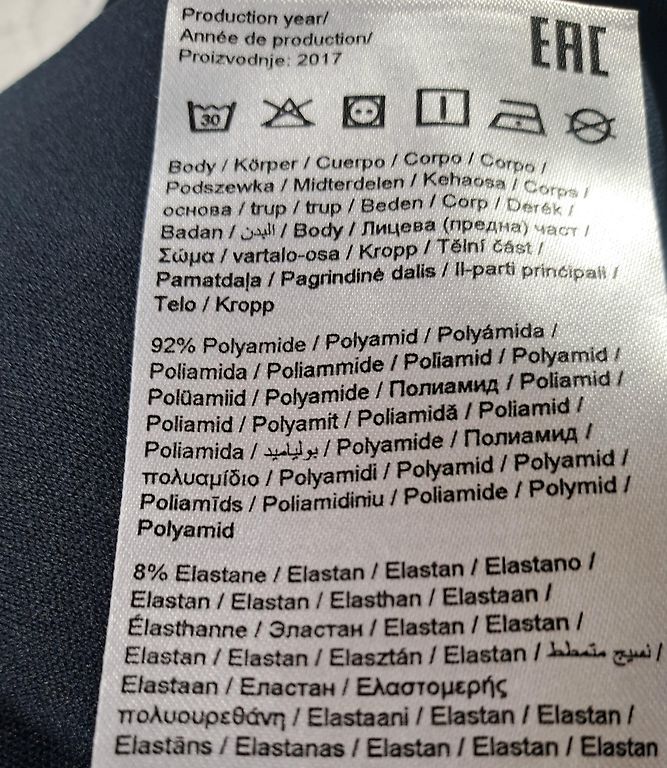 Production year/
Année de production/
Proizvodnje: 2017
EAC
30
Body / Körper / Cuerpo / Corpo / Corpo /
Podszewka / Midterdelen / Kehaosa / Corps /
основа / trup / trup / Beden / Corp / Derék /
Badan / البدن / Body / Лицева (предна) част /
Σώμα / vartalo-osa / Kropp / Tělní část /
Pamatdaļa / Pagrindinė dalis / Il-parti prinċipali /
Telo / Kropp
92% Polyamide / Polyamid / Polyámida /
Poliamida / Poliammide / Poliamid / Polyamid /
Polüamiid / Polyamide / Полиамид / Poliamid /
Poliamid / Polyamit / Poliamidă / Poliamid /
Poliamida / بولياميد / Polyamide / Полиамид /
πολυαμίδιο / Polyamidi / Polyamid / Polyamid /
Poliamīds / Poliamidiniu / Poliamide / Polymid /
Polyamid
8% Elastane / Elastan / Elastan / Elastano /
Elastan / Elastan / Elasthan / Elastaan /
Élasthanne / Эластан / Elastan / Elastan /
Elastan / Elastan / Elasztán / Elastan / نسيج متمطط /
Elastaan / Еластан / Ελαστομερής
πολυουρεθάνη / Elastaani / Elastan / Elastan /
Elastāns / Elastanas / Elastan / Elastan / Elastan